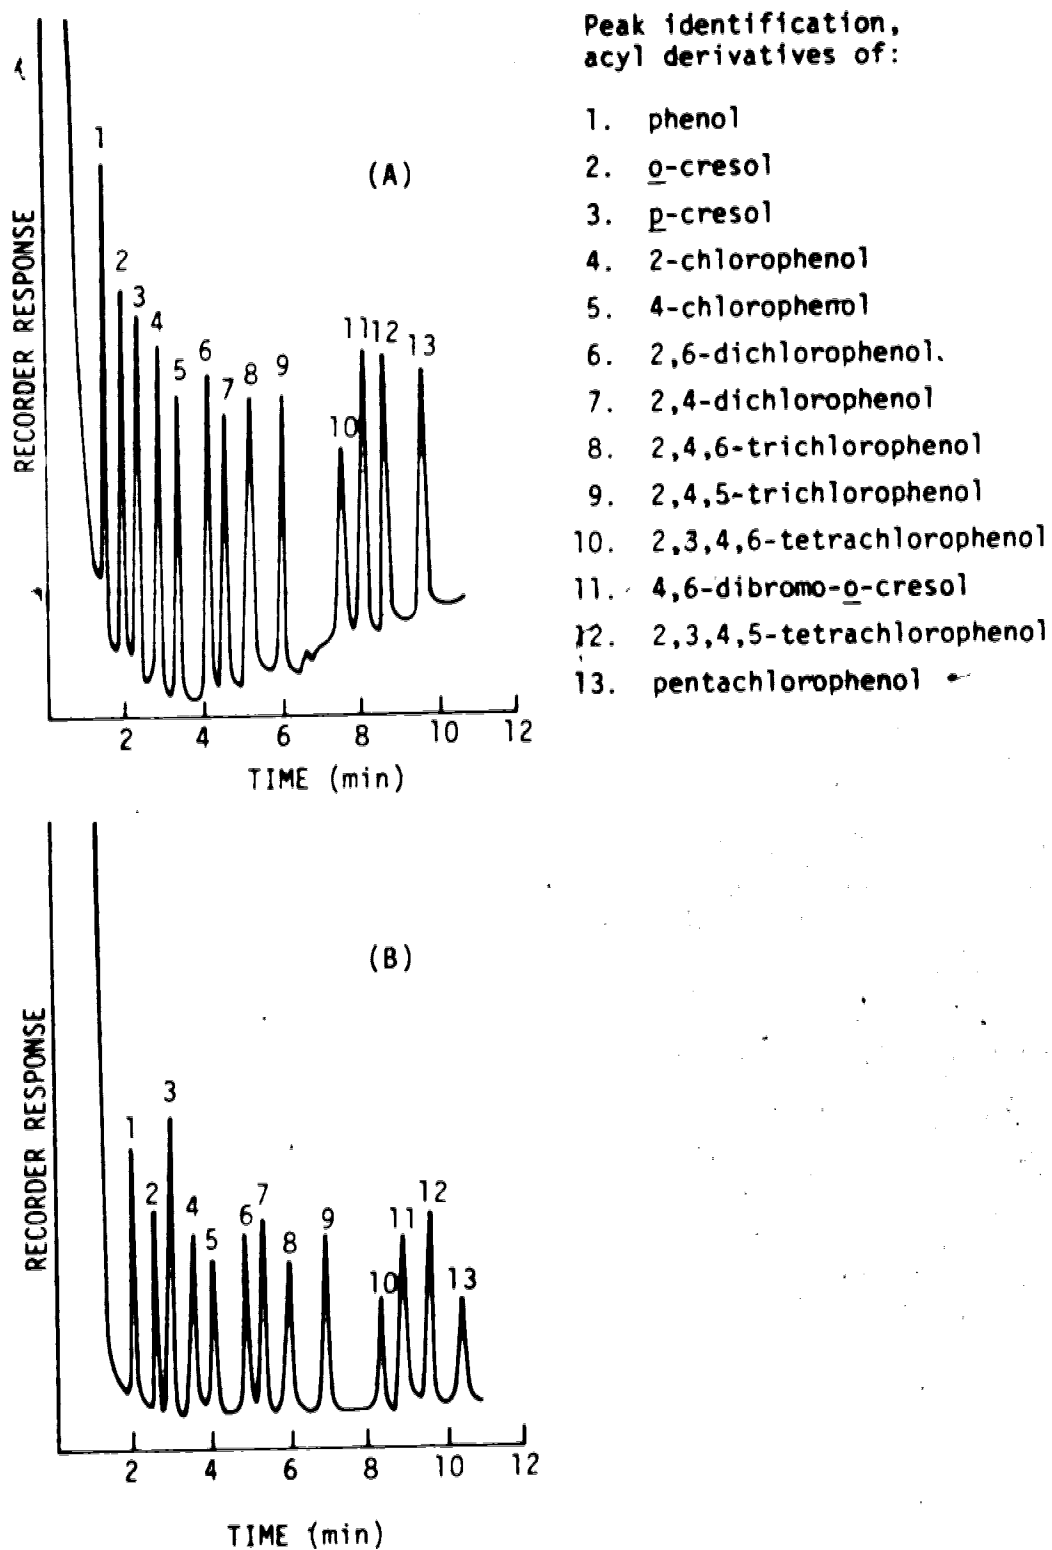 Peak identification,
acyl derivatives of:
1. phenol
2. o-cresol
3. p-cresol
4. 2-chlorophenol
5. 4-chlorophenol
6. 2,6-dichlorophenol.
7. 2,4-dichlorophenol
8. 2,4,6-trichlorophenol
9. 2,4,5-trichlorophenol
10. 2,3,4,6-tetrachlorophenol
11. 4,6-dibromo-o-cresol
12. 2,3,4,5-tetrachlorophenol
13. pentachlorophenol
(A)
RECORDER RESPONSE
1
2
3
4
5
6
7
8
9
10
11
12
13
2 4 6 8 10 12
TIME (min)
(B)
RECORDER RESPONSE
1
2
3
4
5
6
7
8
9
10
11
12
13
2 4 6 8 10 12
TIME (min)